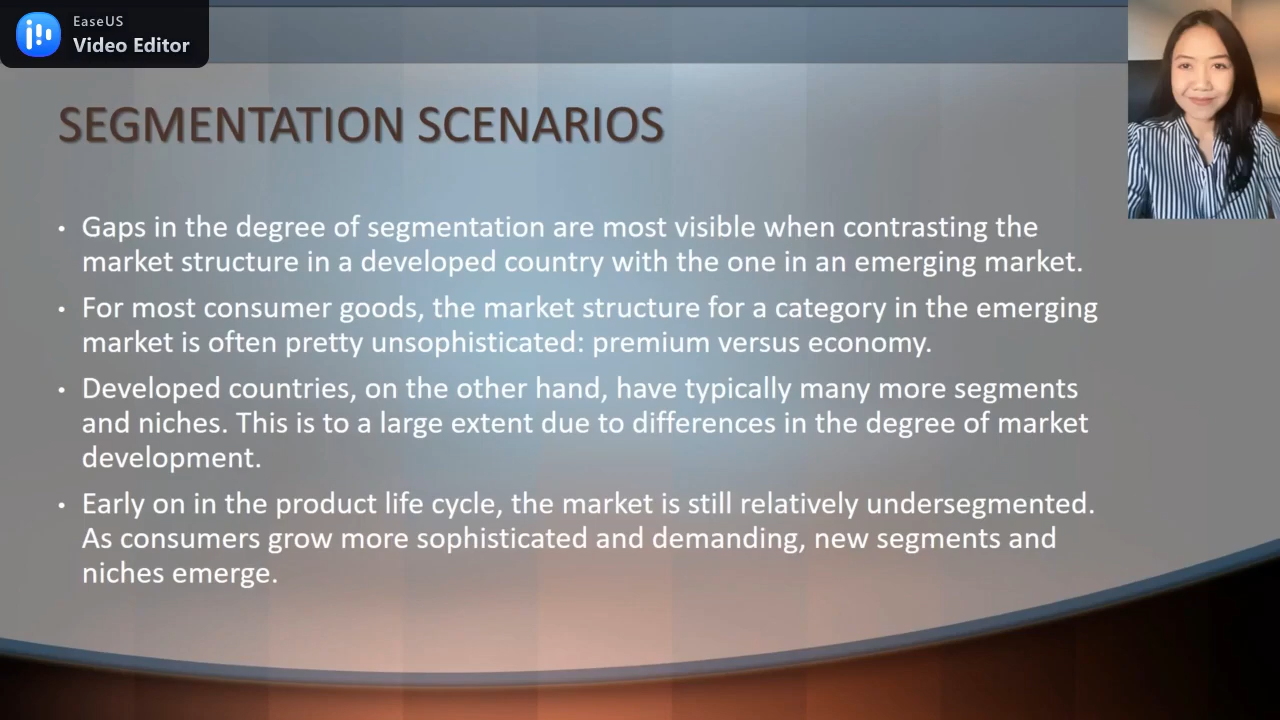 EaseUS
Video Editor
SEGMENTATION SCENARIOS
• Gaps in the degree of segmentation are most visible when contrasting the
market structure in a developed country with the one in an emerging market.
• For most consumer goods, the market structure for a category in the emerging
market is often pretty unsophisticated: premium versus economy.
• Developed countries, on the other hand, have typically many more segments
and niches. This is to a large extent due to differences in the degree of market
development.
• Early on in the product life cycle, the market is still relatively undersegmented.
As consumers grow more sophisticated and demanding, new segments and
niches emerge.